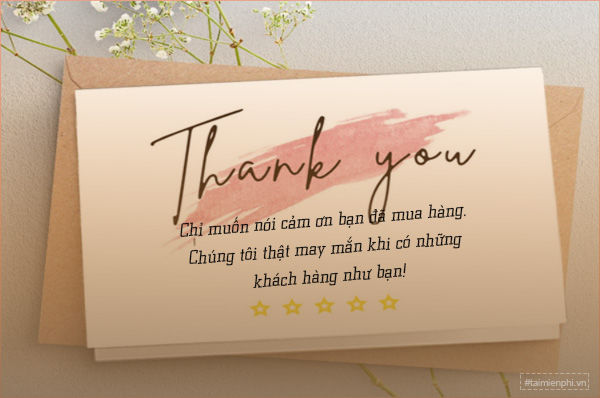 Thank you
Chỉ muốn nói cảm ơn bạn đã mua hàng.
Chúng tôi thật may mắn khi có những
khách hàng như bạn!
#taimienphi.vn